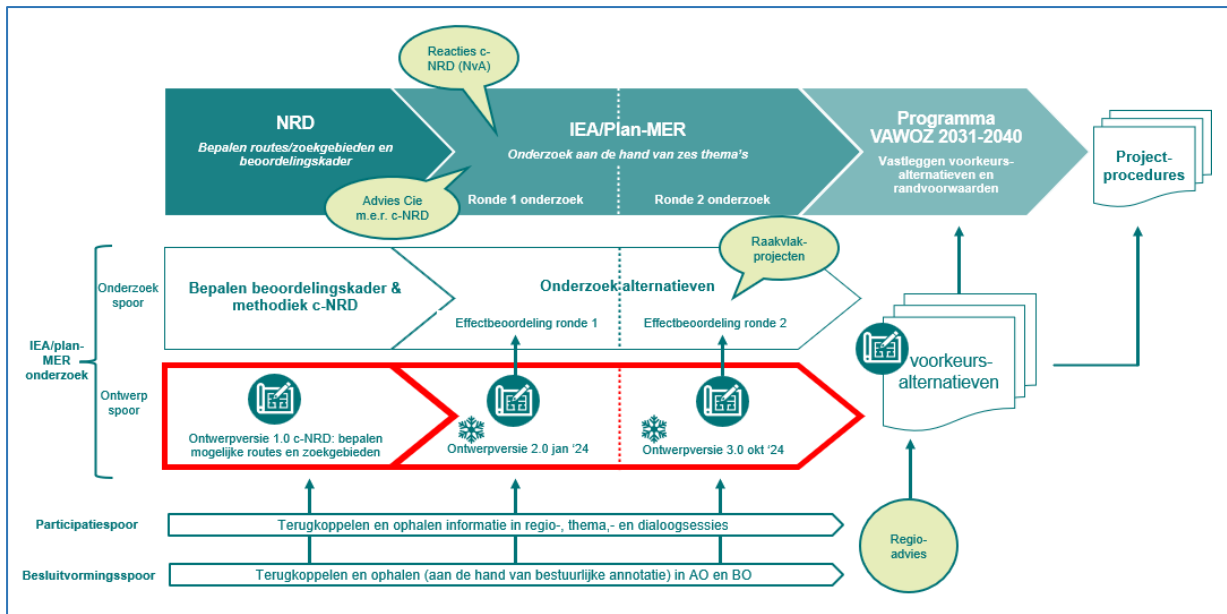 Reacties c-
NRD (NvA)
NRD
Bepalen routes/zoekgebieden en
beoordelingskader
IEA/Plan-MER
Onderzoek aan de hand van zes thema's
Programma
VAWOZ 2031-2040
Vastleggen voorkeurs-
alternatieven en
randvoorwaarden
Project-
procedures
Advies Cie
m.e.r. c-NRD
Ronde 1 onderzoek
Ronde 2 onderzoek
Raakvlak-
projecten
IEA/plan-
MER
onderzoek
Onderzoek
spoor
Bepalen beoordelingskader &
methodiek c-NRD
Onderzoek alternatieven
Effectbeoordeling ronde 1
Effectbeoordeling ronde 2
voorkeurs-
alternatieven
Ontwerp
spoor
Ontwerpversie 1.0 c-NRD: bepalen
mogelijke routes en zoekgebieden
Ontwerpversie 2.0 jan '24
Ontwerpversie 3.0 okt '24
Participatiespoor
Terugkoppelen en ophalen informatie in regio-, thema,- en dialoogsessies
Regio-
advies
Besluitvormingsspoor
Terugkoppelen en ophalen (aan de hand van bestuurlijke annotatie) in AO en BO